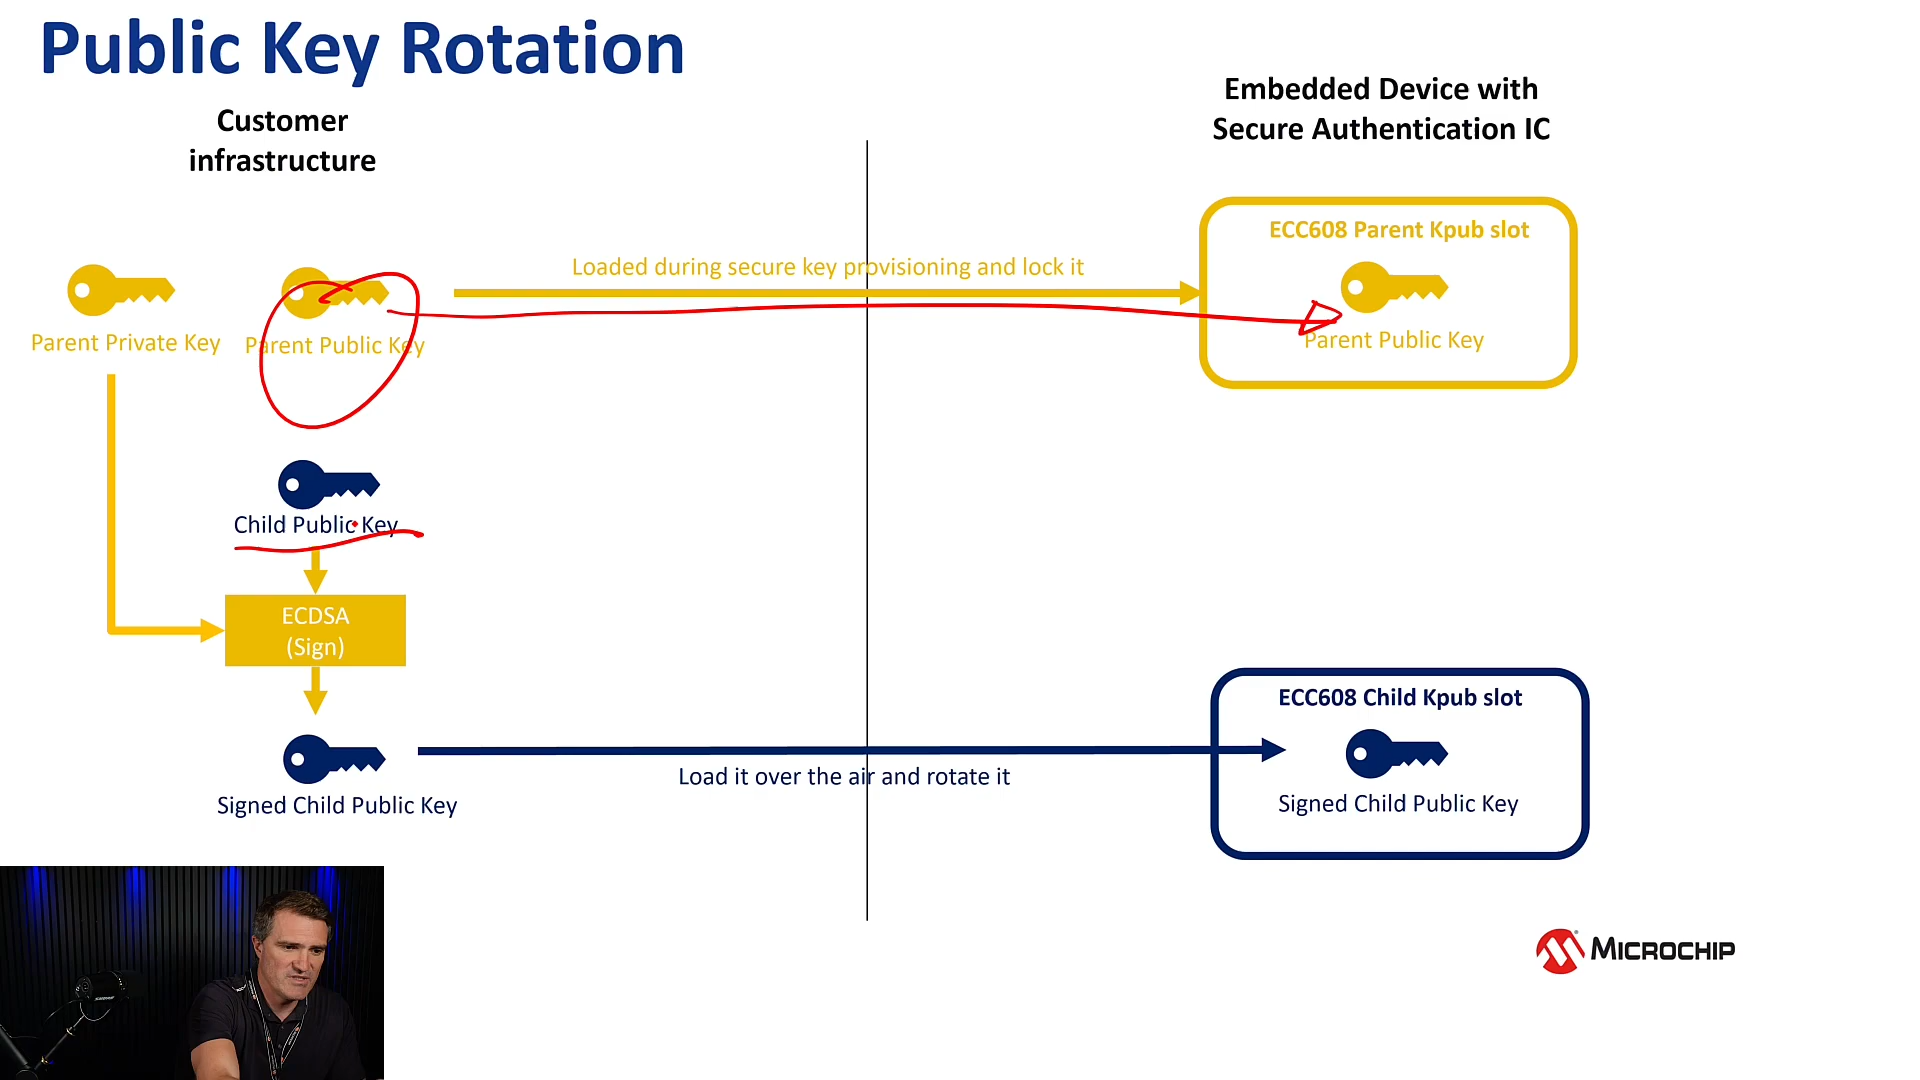 Public Key Rotation
Customer
infrastructure
Embedded Device with
Secure Authentication IC
Parent Private Key
Parent Public Key
Loaded during secure key provisioning and lock it
ECC608 Parent Kpub slot
Parent Public Key
Child Public Key
ECDSA
(Sign)
Signed Child Public Key
Load it over the air and rotate it
ECC608 Child Kpub slot
Signed Child Public Key
MICROCHIP